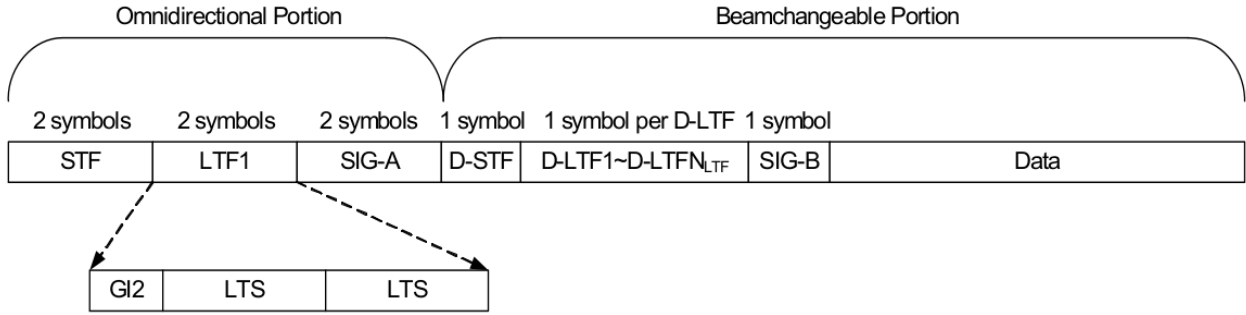 Omnidirectional Portion Beamchangeable Portion
2 symbols 2 symbols 2 symbols 1 symbol 1 symbol per D-LTF 1 symbol
STF LTF1 SIG-A D-STF D-LTF1~D-LTFN_LTF SIG-B Data
GI2 LTS LTS